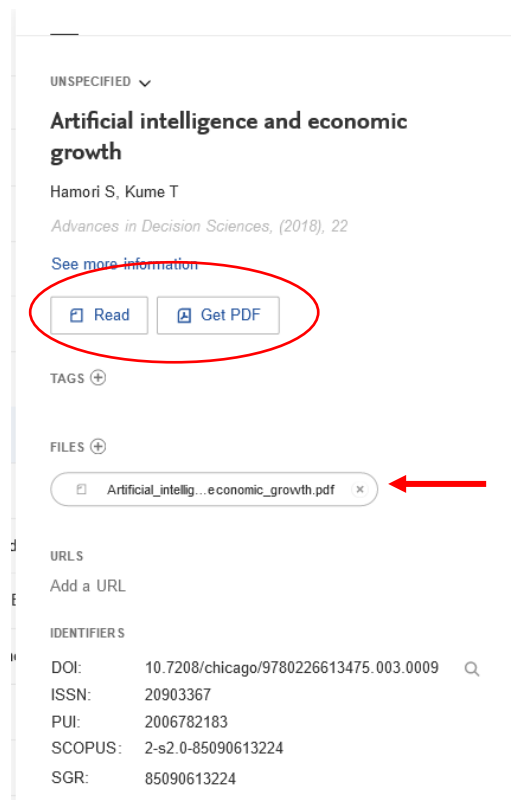 UNSPECIFIED
Artificial intelligence and economic
growth
Hamori S, Kume T
Advances in Decision Sciences, (2018), 22
See more information
Read Get PDF
TAGS
FILES
Artificial_intellig...economic_growth.pdf ×
URLS
Add a URL
IDENTIFIERS
DOI: 10.7208/chicago/9780226613475.003.0009
ISSN: 20903367
PUI: 2006782183
SCOPUS: 2-s2.0-85090613224
SGR: 85090613224